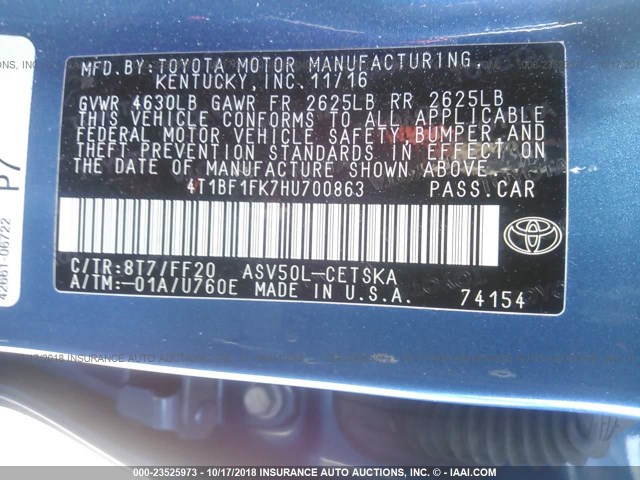 MFD.BY:TOYOTA MOTOR MANUFACTURING,
KENTUCKY, INC. 11/16
GVWR 4630LB GAWR FR 2625LB RR 2625LB
THIS VEHICLE CONFORMS TO ALL APPLICABLE
FEDERAL MOTOR VEHICLE SAFETY, BUMPER AND
THEFT PREVENTION STANDARDS IN EFFECT ON
THE DATE OF MANUFACTURE SHOWN ABOVE.
4T1BF1FK7HU700863 PASS.CAR
C/TR:8T7/FF20 ASV50L-CETSKA
A/TM:-01A/U760E MADE IN U.S.A. 74154
P7
42661-06722
000-23525973 - 10/17/2018 INSURANCE AUTO AUCTIONS, INC. - IAAI.COM